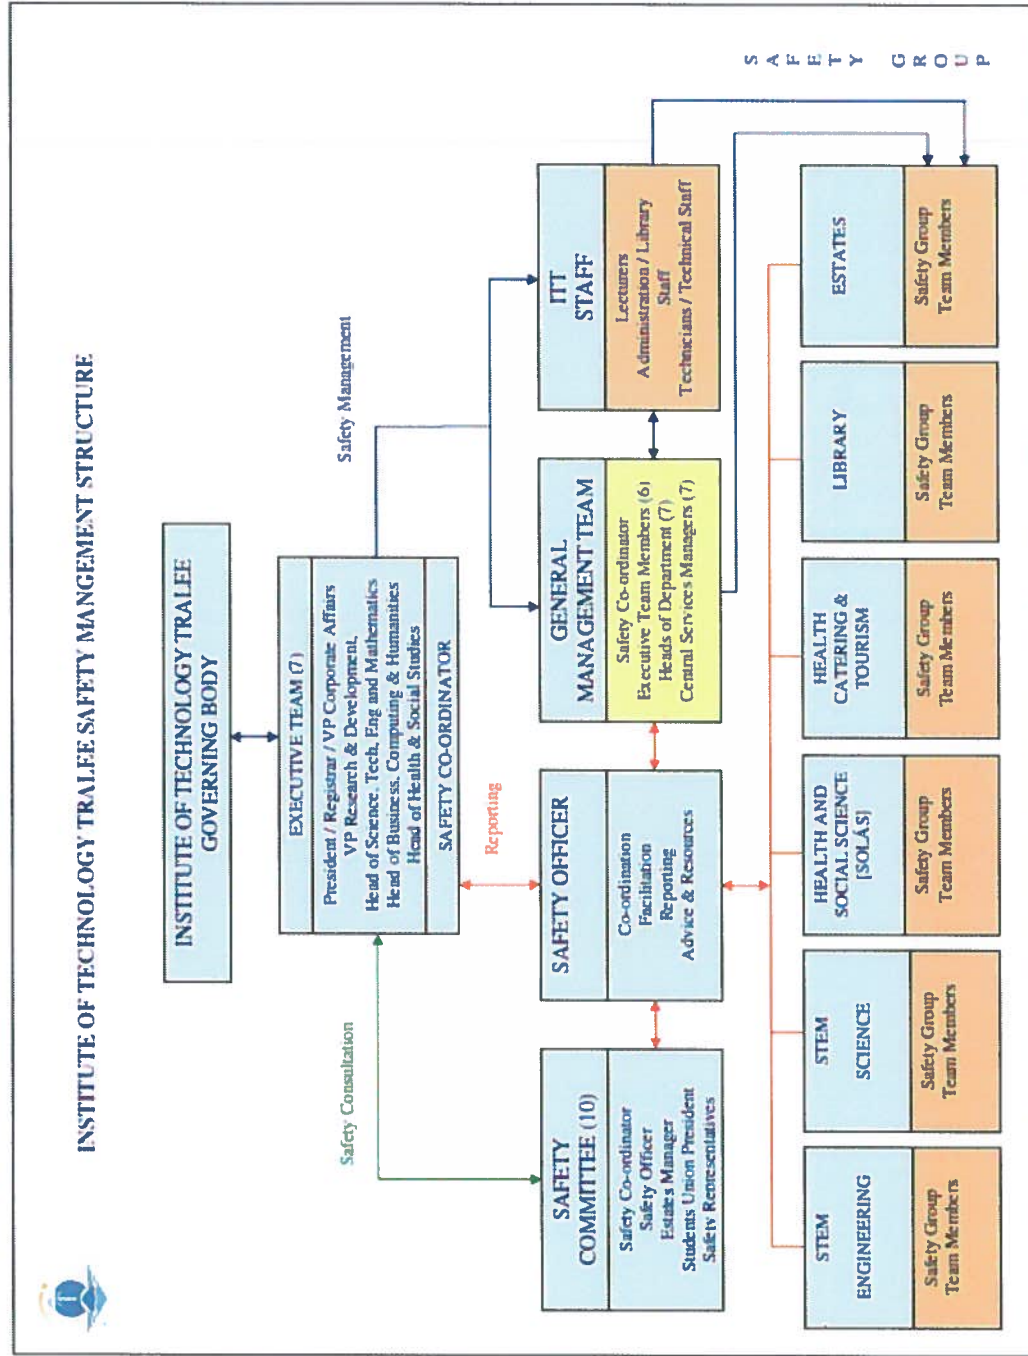 INSTITUTE OF TECHNOLOGY TRALEE SAFETY MANGEMENT STRUCTURE
INSTITUTE OF TECHNOLOGY TRALEE
GOVERNING BODY
EXECUTIVE TEAM (7)
President / Registrar / VP Corporate Affairs
VP Research & Development,
Head of Science, Tech, Eng and Mathematics
Head of Business, Computing & Humanities
Head of Health & Social Studies
SAFETY CO-ORDINATOR
Safety Consultation
Reporting
Safety Management
SAFETY
COMMITTEE (10)
Safety Co-ordinator
Safety Officer
Estates Manager
Students Union President
Safety Representatives
SAFETY OFFICER
Co-ordination
Facilitation
Reporting
Advice & Resources
GENERAL
MANAGEMENT TEAM
Safety Co-ordinator
Executive Team Members (6)
Heads of Department (7)
Central Services Managers (7)
ITT
STAFF
Lecturers
Administration / Library
Staff
Technicians / Technical Staff
STEM
ENGINEERING
Safety Group
Team Members
STEM
SCIENCE
Safety Group
Team Members
HEALTH AND
SOCIAL SCIENCE
[SOLÁS]
Safety Group
Team Members
HEALTH
CATERING &
TOURISM
Safety Group
Team Members
LIBRARY
Safety Group
Team Members
ESTATES
Safety Group
Team Members
SAFETY GROUP